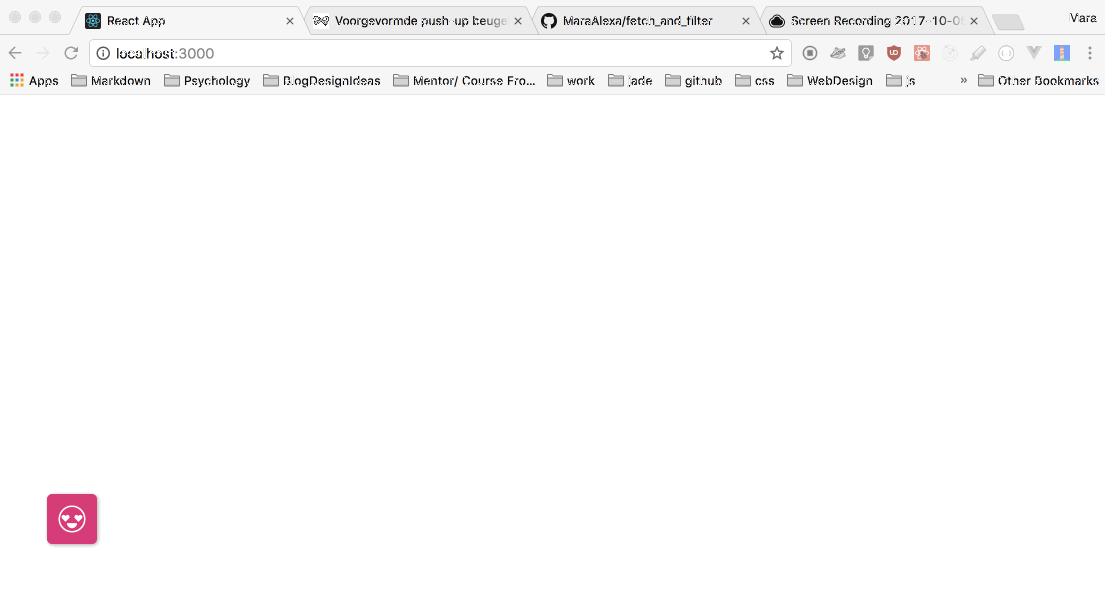 React App
Voorgevormde push-up beuge
MaraAlexa/fetch_and_filter
Screen Recording 2017-10-0
Mara
localhost:3000
Apps Markdown Psychology BlogDesignIdeas Mentor/ Course Fro... work jade github css WebDesign js » Other Bookmarks